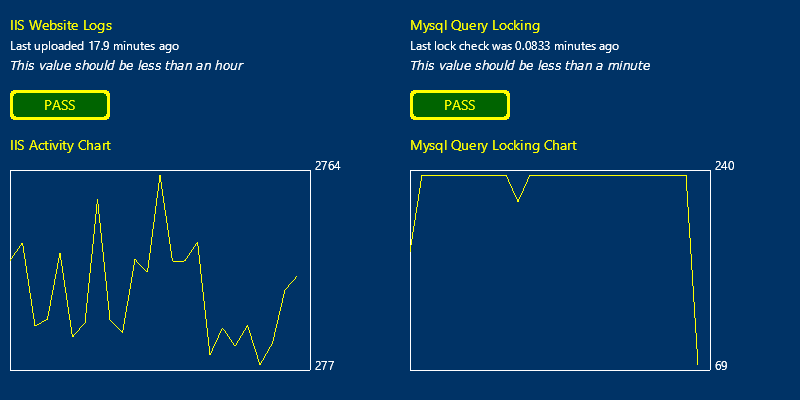 IIS Website Logs
Last uploaded 17.9 minutes ago
This value should be less than an hour
PASS
IIS Activity Chart
2764
277
Mysql Query Locking
Last lock check was 0.0833 minutes ago
This value should be less than a minute
PASS
Mysql Query Locking Chart
240
69